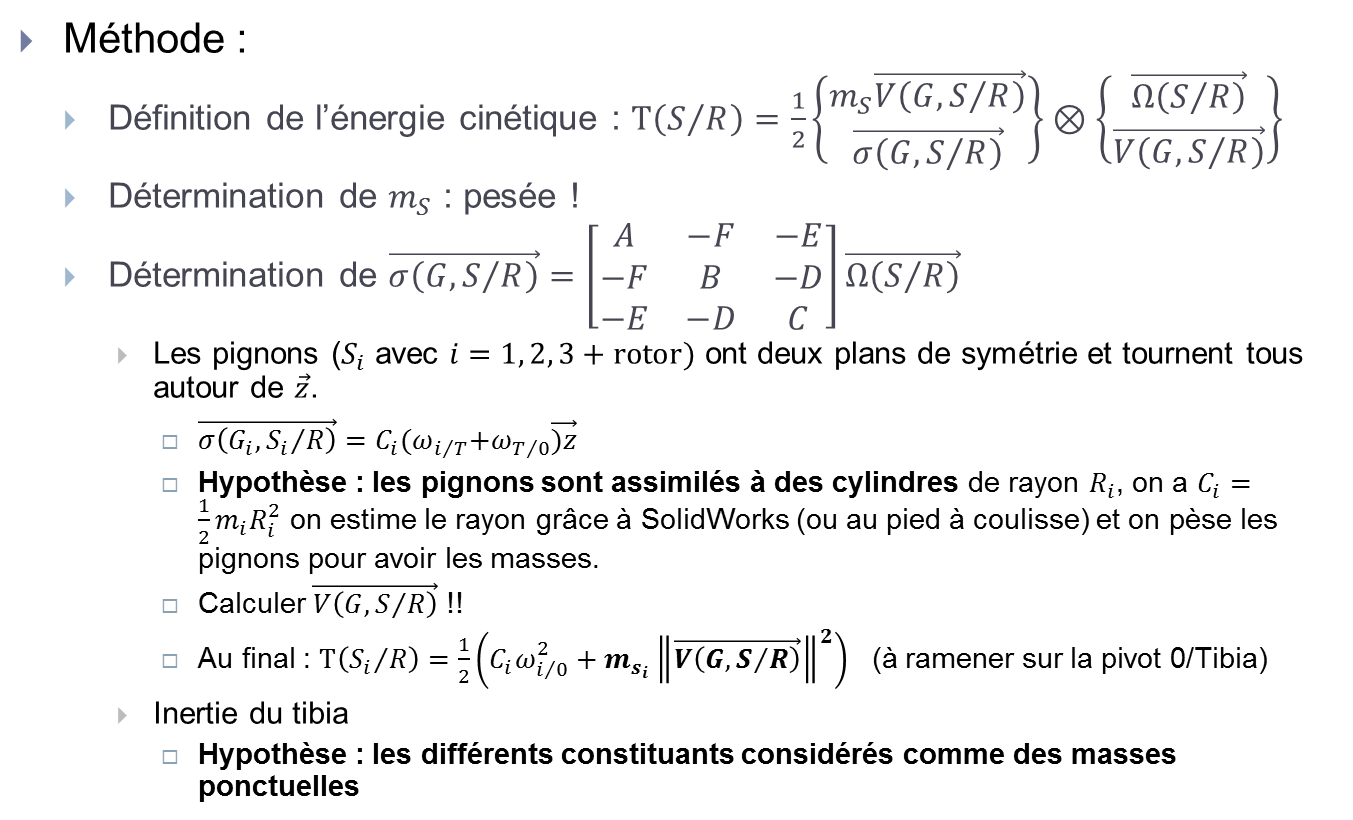 Méthode :
Définition de l'énergie cinétique : T(S/R) = 1/2 {m_S V(G,S/R)⃗ ; σ(G,S/R)⃗} ⊗ {Ω(S/R)⃗ ; V(G,S/R)⃗}
Détermination de m_S : pesée !
Détermination de σ(G,S/R)⃗ = [A −F −E ; −F B −D ; −E −D C] Ω(S/R)⃗
Les pignons (S_i avec i = 1, 2, 3 + rotor) ont deux plans de symétrie et tournent tous
autour de z⃗.
σ(G_i, S_i/R)⃗ = C_i(ω_i/T+ω_T/0)z⃗
Hypothèse : les pignons sont assimilés à des cylindres de rayon R_i, on a C_i =
1/2 m_i R_i² on estime le rayon grâce à SolidWorks (ou au pied à coulisse) et on pèse les
pignons pour avoir les masses.
Calculer V(G,S/R)⃗ !!
Au final : T(S_i/R) = 1/2 (C_i ω²_i/0 + m_{s_i} ‖V(G,S/R)⃗‖²) (à ramener sur la pivot 0/Tibia)
Inertie du tibia
Hypothèse : les différents constituants considérés comme des masses
ponctuelles